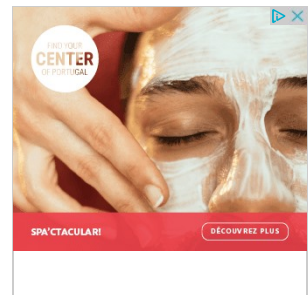 FIND YOUR
CENTER
OF PORTUGAL
SPA'CTACULAR!
DÉCOUVREZ PLUS